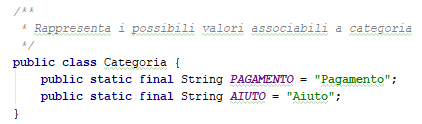 /**
 * Rappresenta i possibili valori associabili a categoria
 */
public class Categoria {
    public static final String PAGAMENTO = "Pagamento";
    public static final String AIUTO = "Aiuto";
}